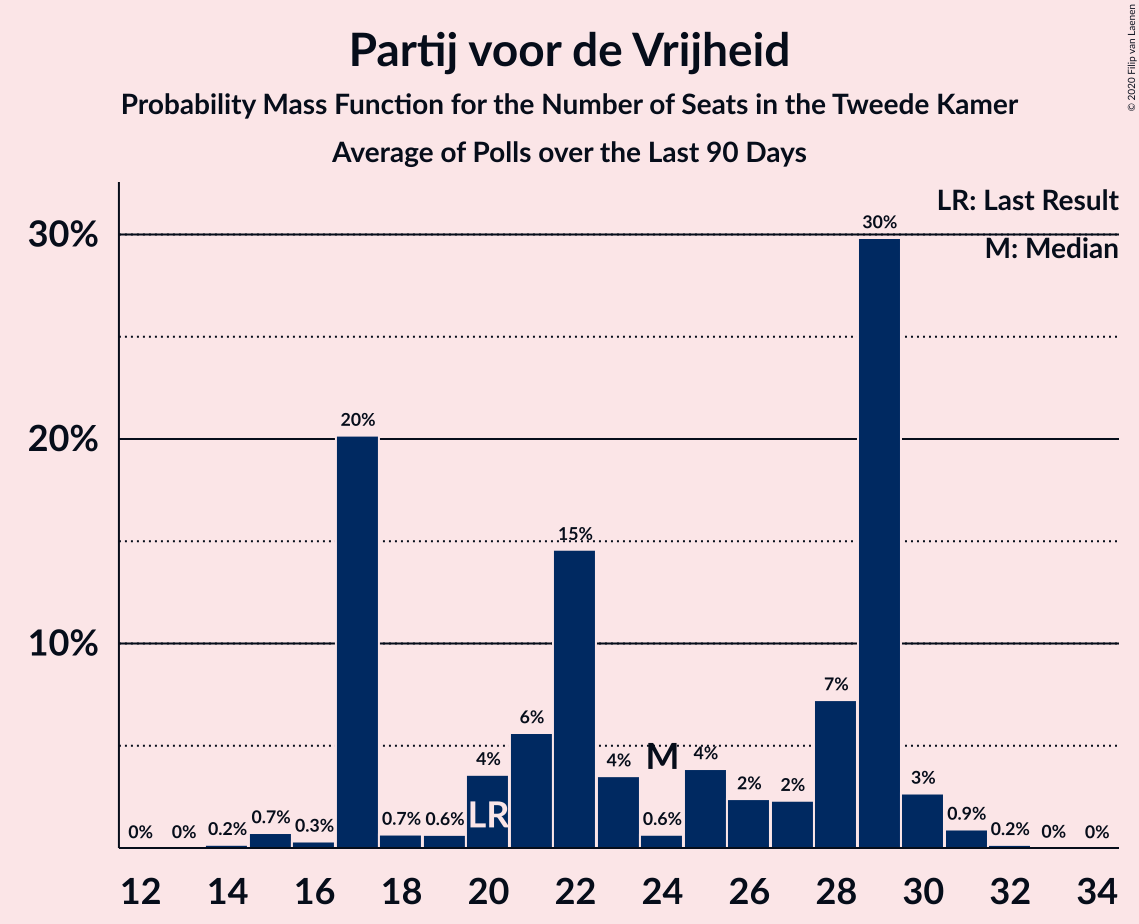 Partij voor de Vrijheid
Probability Mass Function for the Number of Seats in the Tweede Kamer
Average of Polls over the Last 90 Days
© 2020 Filip van Laenen
LR: Last Result
M: Median
30%
20%
10%
0%
0%
0.2%
0.7%
0.3%
20%
0.7%
0.6%
4%
6%
15%
4%
0.6%
4%
2%
2%
7%
30%
3%
0.9%
0.2%
0%
0%
LR
M
12 14 16 18 20 22 24 26 28 30 32 34